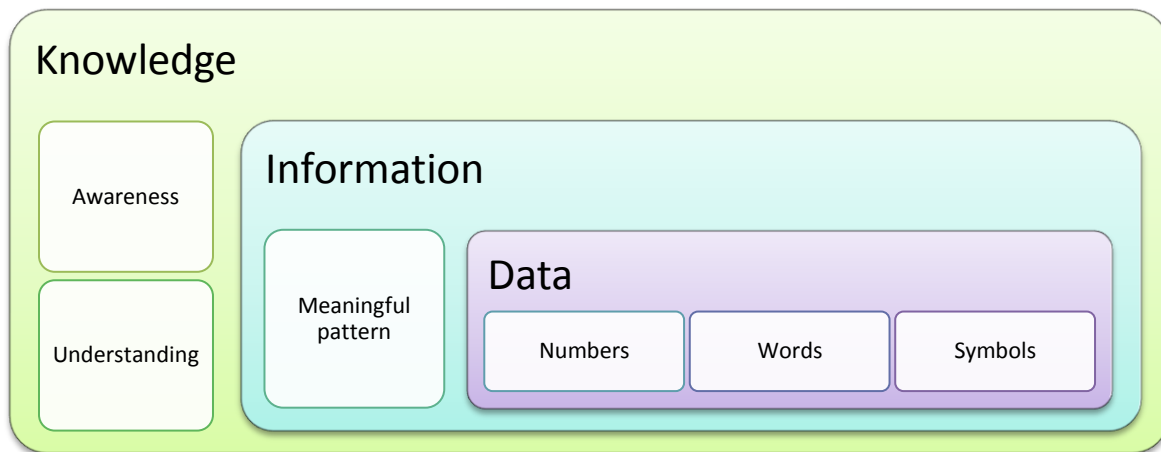 Knowledge
Awareness
Understanding
Information
Meaningful
pattern
Data
Numbers
Words
Symbols